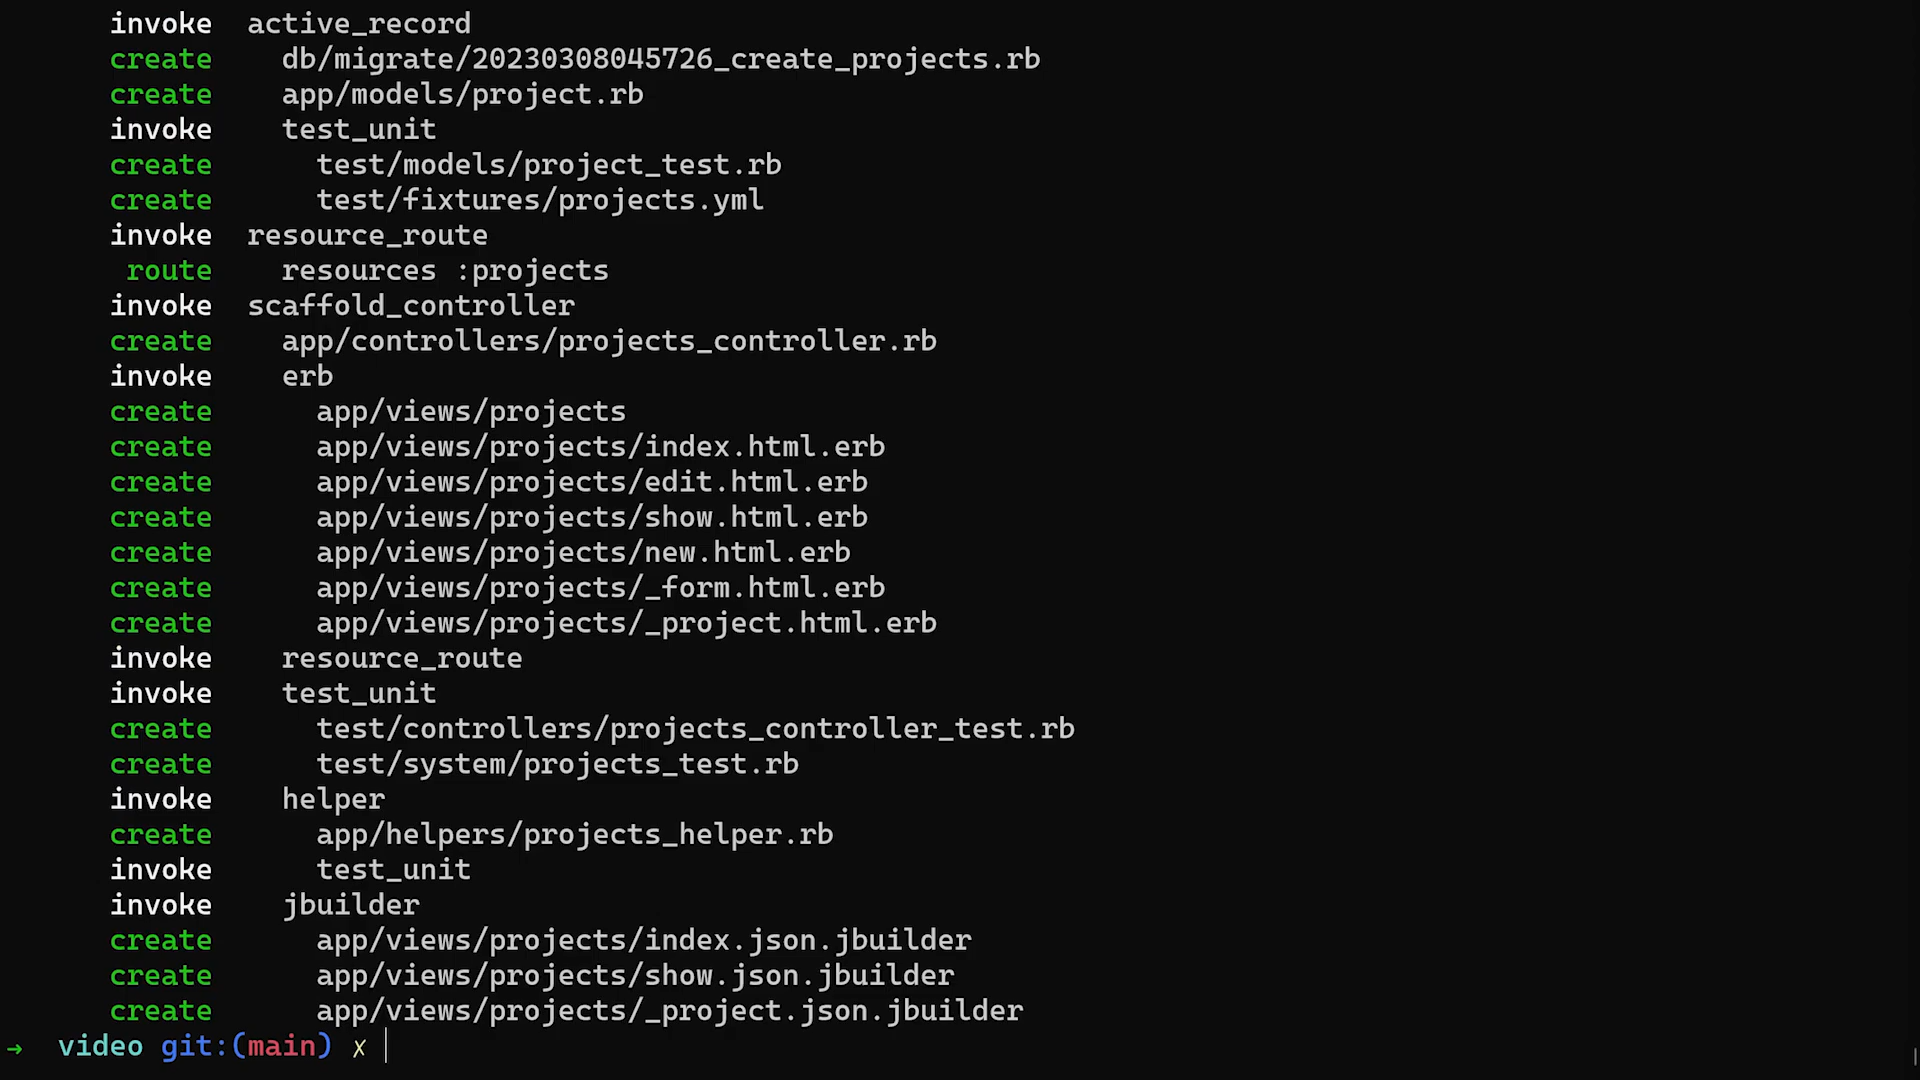 invoke  active_record
create    db/migrate/20230308045726_create_projects.rb
create    app/models/project.rb
invoke    test_unit
create      test/models/project_test.rb
create      test/fixtures/projects.yml
invoke  resource_route
route    resources :projects
invoke  scaffold_controller
create    app/controllers/projects_controller.rb
invoke    erb
create      app/views/projects
create      app/views/projects/index.html.erb
create      app/views/projects/edit.html.erb
create      app/views/projects/show.html.erb
create      app/views/projects/new.html.erb
create      app/views/projects/_form.html.erb
create      app/views/projects/_project.html.erb
invoke    resource_route
invoke    test_unit
create      test/controllers/projects_controller_test.rb
create      test/system/projects_test.rb
invoke    helper
create      app/helpers/projects_helper.rb
invoke      test_unit
invoke    jbuilder
create      app/views/projects/index.json.jbuilder
create      app/views/projects/show.json.jbuilder
create      app/views/projects/_project.json.jbuilder
→  video git:(main) ✗